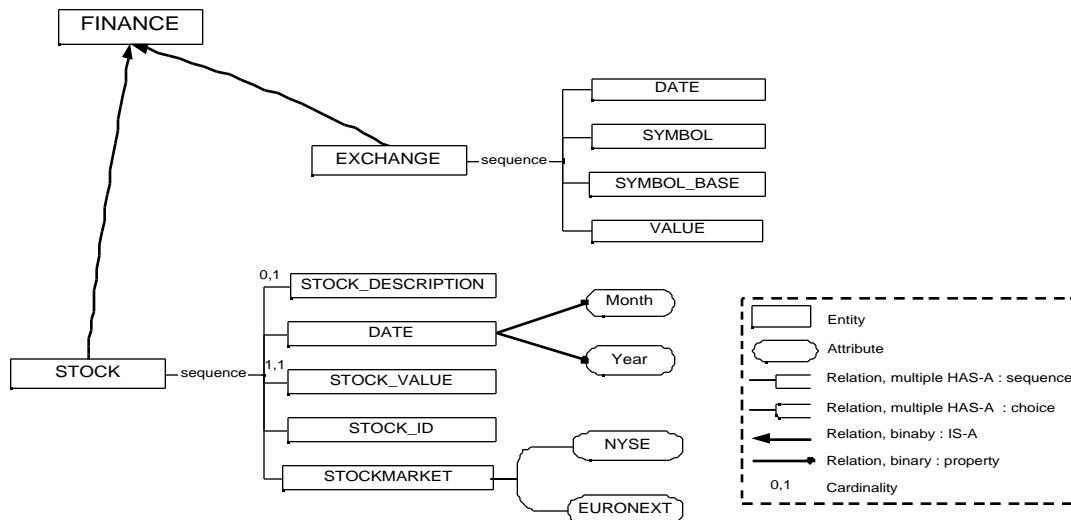 FINANCE
DATE
SYMBOL
EXCHANGE
sequence
SYMBOL_BASE
VALUE
0,1
STOCK_DESCRIPTION
Month
DATE
Year
1,1
STOCK
sequence
STOCK_VALUE
STOCK_ID
NYSE
STOCKMARKET
EURONEXT
Entity
Attribute
Relation, multiple HAS-A : sequence
Relation, multiple HAS-A : choice
Relation, binaby : IS-A
Relation, binary : property
0,1
Cardinality